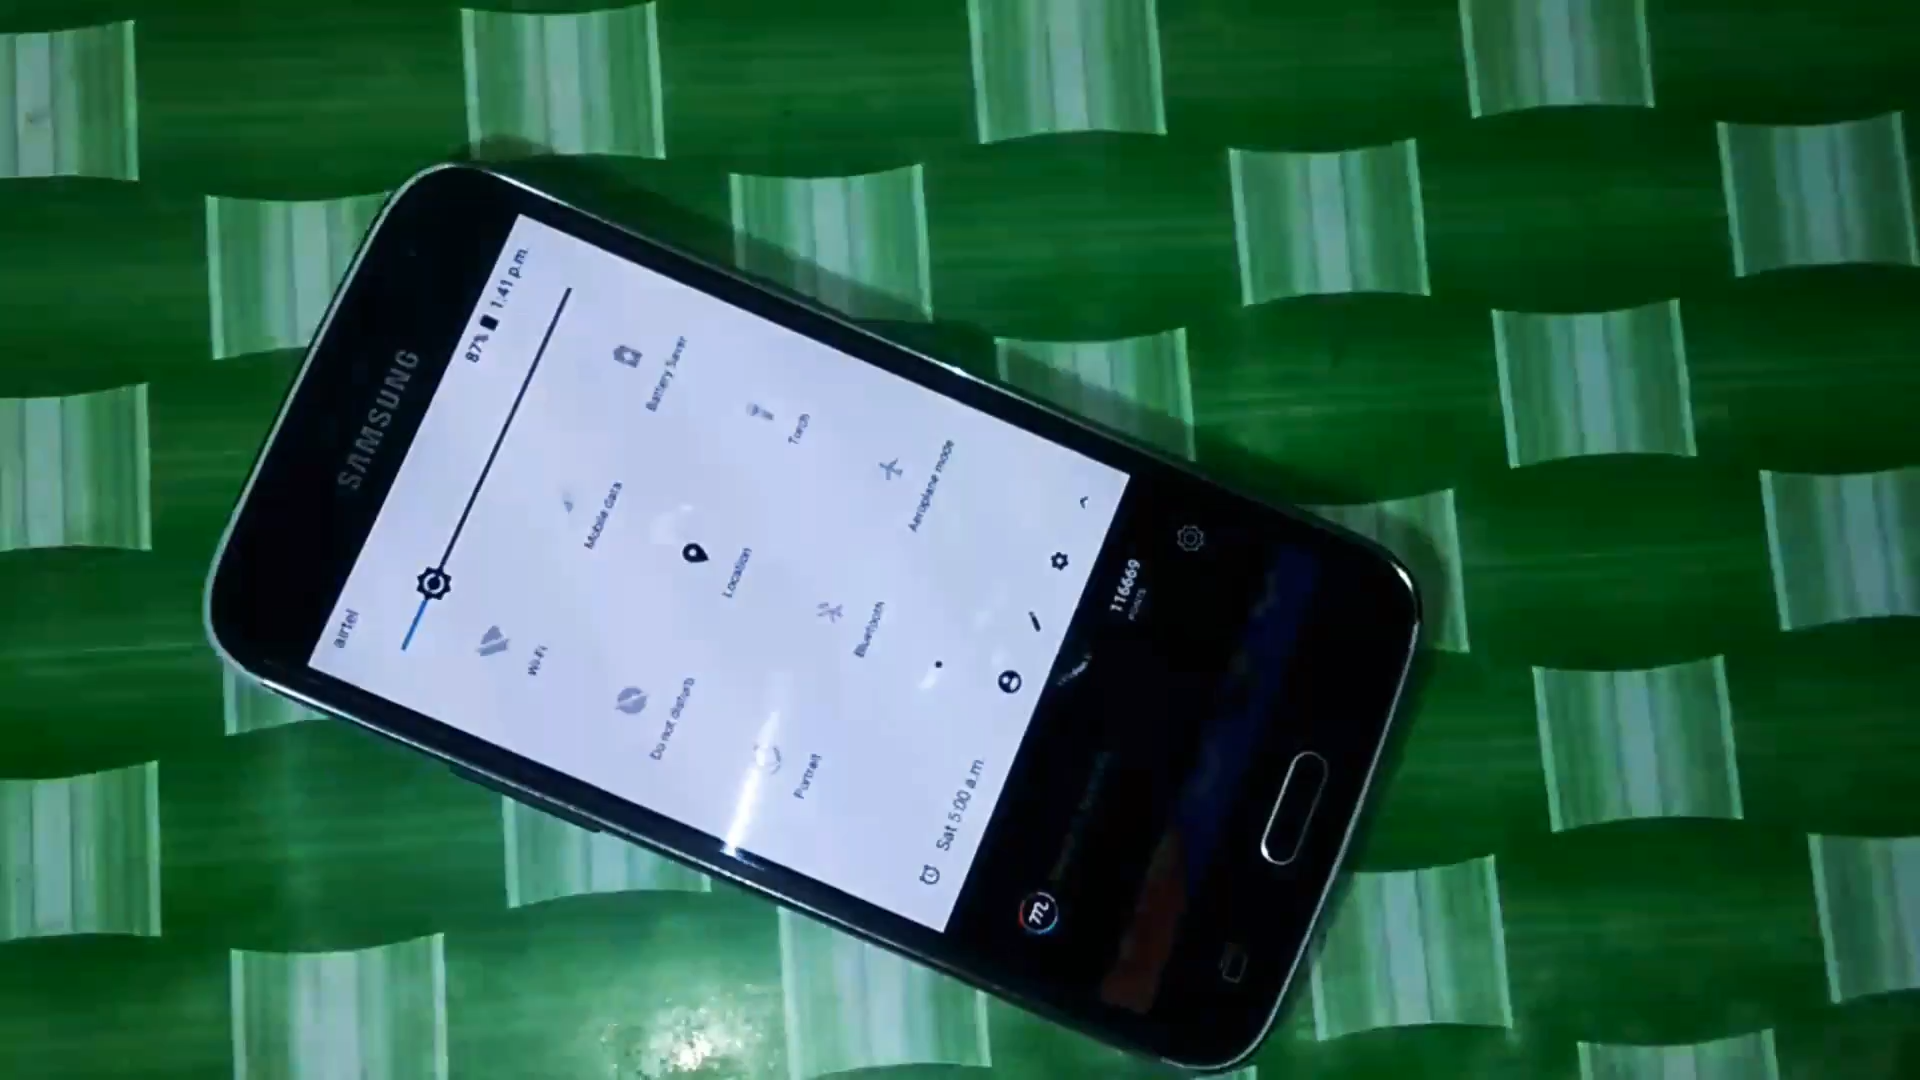 SAMSUNG
airtel
87% 1:41 p.m.
Wi-Fi
Mobile data
Battery Saver
Do not disturb
Location
Torch
Portrait
Bluetooth
Aeroplane mode
Sat 5:00 a.m.
m
116669
POINTS